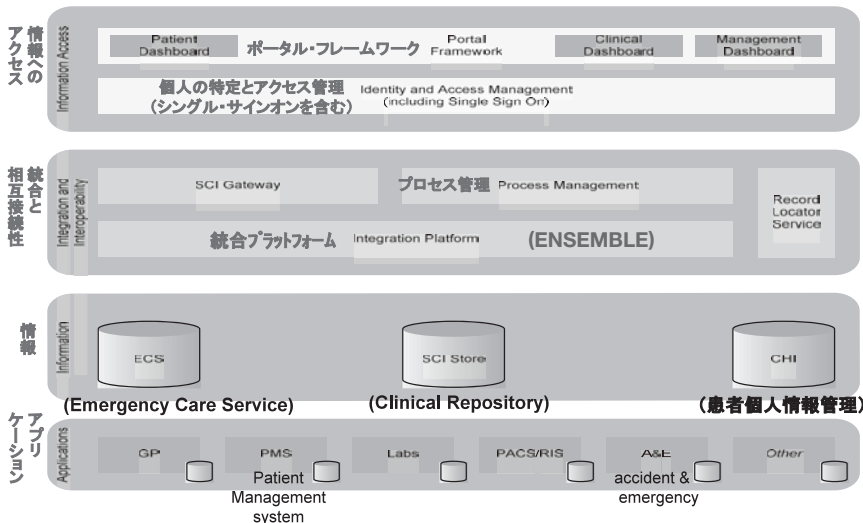 情報への
アクセス
Information Access
Patient
Dashboard
ポータル・フレームワーク
Portal
Framework
Clinical
Dashboard
Management
Dashboard
個人の特定とアクセス管理
(シングル・サインオンを含む)
Identity and Access Management
(including Single Sign On)
統合と
相互接続性
Integration and
Interoperability
SCI Gateway
プロセス管理
Process Management
Record
Locator
Service
統合プラットフォーム
Integration Platform
(ENSEMBLE)
情報
Information
ECS
SCI Store
CHI
(Emergency Care Service)
(Clinical Repository)
(患者個人情報管理)
アプリ
ケーション
Applications
GP
PMS
Labs
PACS/RIS
A&E
Other
Patient
Management
system
accident &
emergency